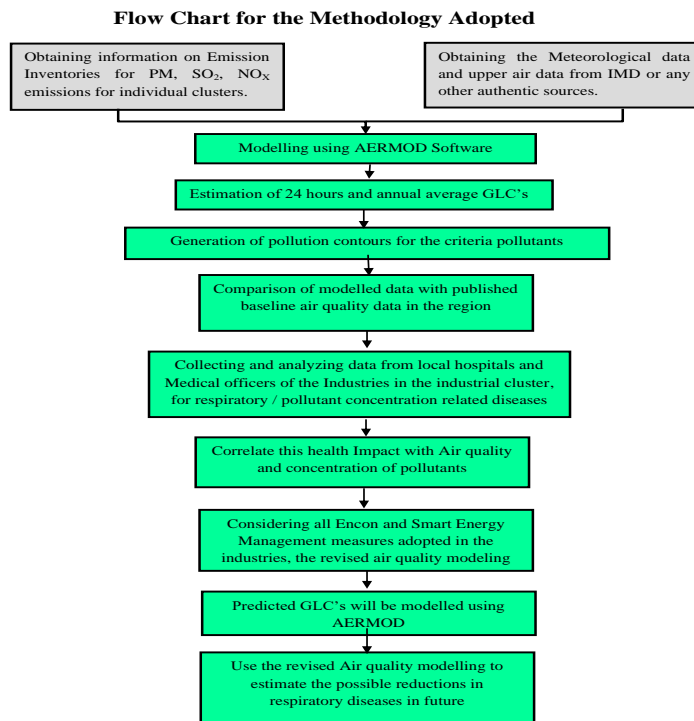 Flow Chart for the Methodology Adopted
Obtaining information on Emission
Inventories for PM, SO₂, NOₓ
emissions for individual clusters.
Obtaining the Meteorological data
and upper air data from IMD or any
other authentic sources.
Modelling using AERMOD Software
Estimation of 24 hours and annual average GLC's
Generation of pollution contours for the criteria pollutants
Comparison of modelled data with published
baseline air quality data in the region
Collecting and analyzing data from local hospitals and
Medical officers of the Industries in the industrial cluster,
for respiratory / pollutant concentration related diseases
Correlate this health Impact with Air quality
and concentration of pollutants
Considering all Encon and Smart Energy
Management measures adopted in the
industries, the revised air quality modeling
Predicted GLC's will be modelled using
AERMOD
Use the revised Air quality modelling to
estimate the possible reductions in
respiratory diseases in future